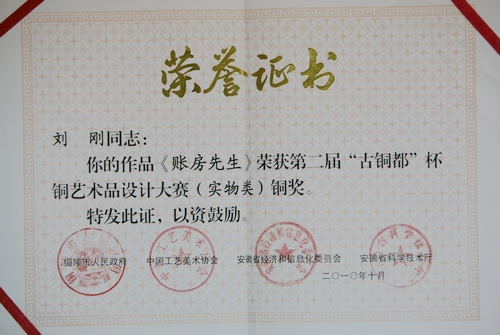 荣誉证书
刘 刚同志：
你的作品《账房先生》荣获第二届“古铜都”杯
铜艺术品设计大赛（实物类）铜奖。
特发此证，以资鼓励。
铜陵市人民政府 中国工艺美术协会 安徽省经济和信息化委员会 安徽省科学技术厅
二〇一〇年十月